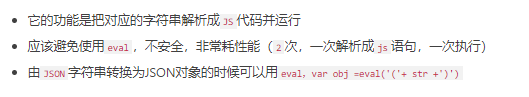 它的功能是把对应的字符串解析成 JS 代码并运行
应该避免使用 eval ，不安全，非常耗性能（ 2 次，一次解析成 js 语句，一次执行）
由 JSON 字符串转换为JSON对象的时候可以用 eval，var obj =eval('('+ str +')')